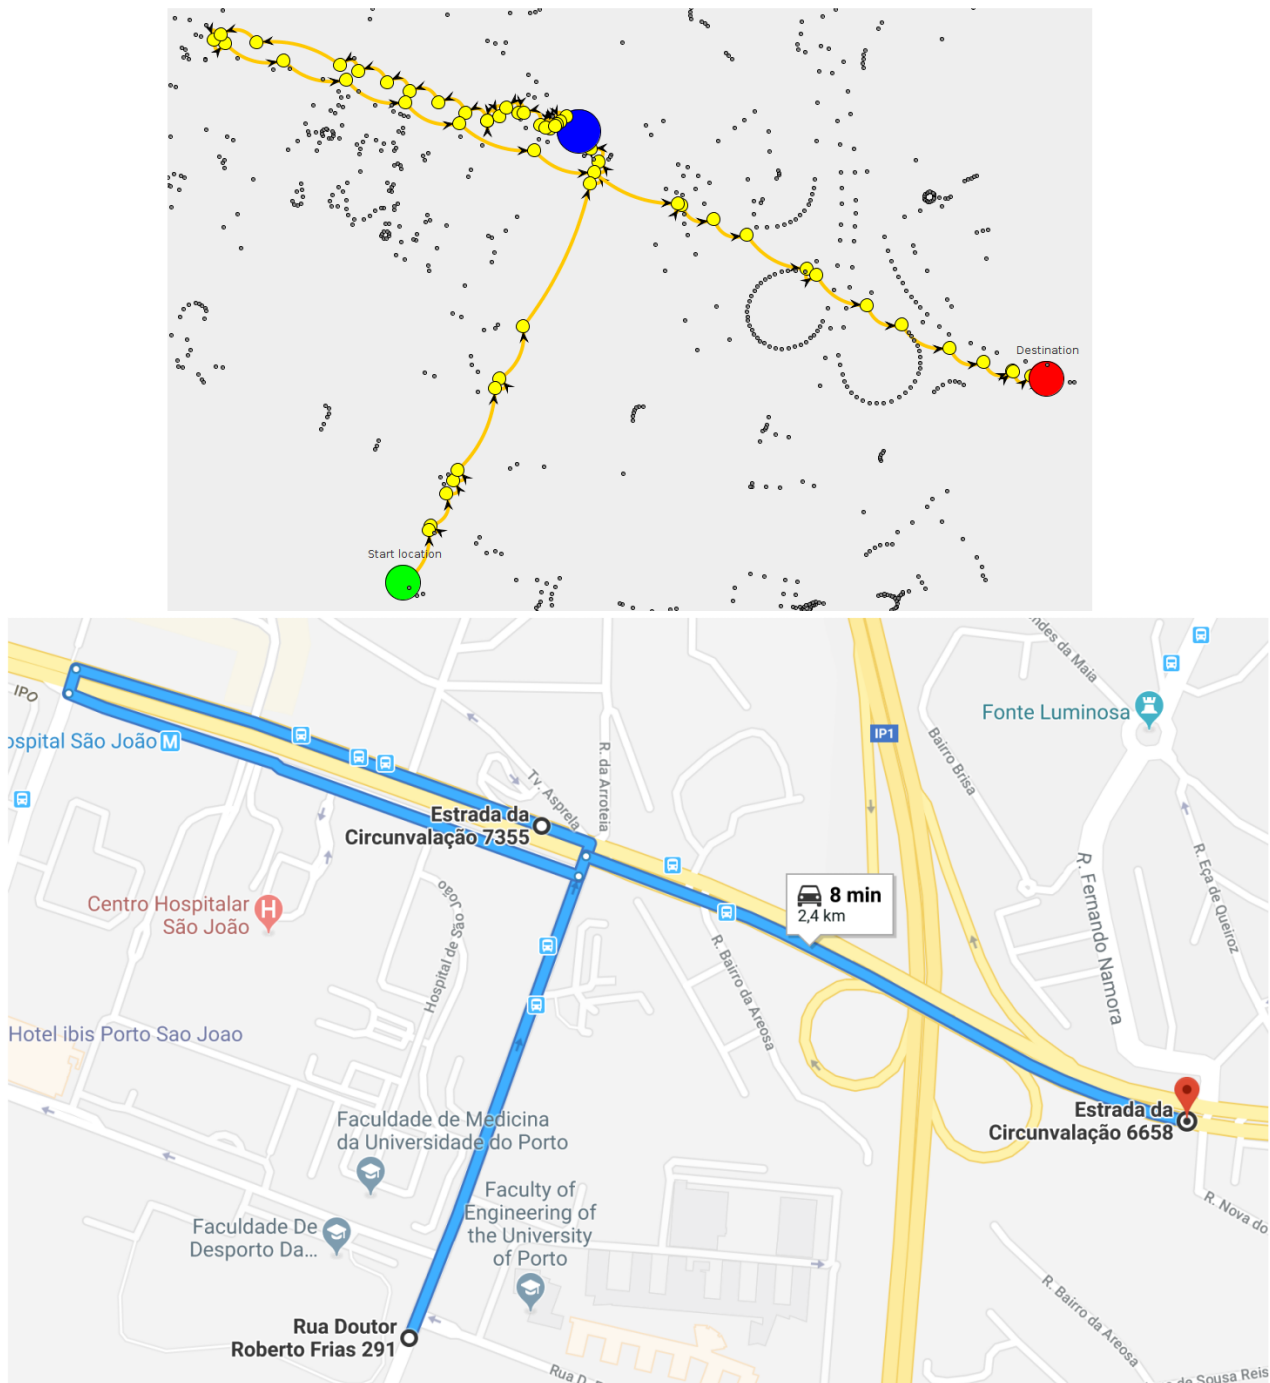 Destination
Start location
ndes da Maia
IPO
Fonte Luminosa
IP1
ospital São João M
Bairro Brisa
R. da Arroteia
Tv. Asprela
Estrada da
Circunvalação 7355
8 min
2,4 km
R. Fernando Namora
R. Eça de Queiroz
Centro Hospitalar
São João
H
Hospital de São João
R. Bairro da Areosa
Hotel ibis Porto Sao Joao
Estrada da
Circunvalação 6658
Faculdade de Medicina
da Universidade do Porto
Faculty of
Engineering of
the University
of Porto
R. Nova do
Faculdade De
Desporto Da...
R. Bairro da Areosa
Rua Doutor
Roberto Frias 291
Rua D.
de Sousa Reis